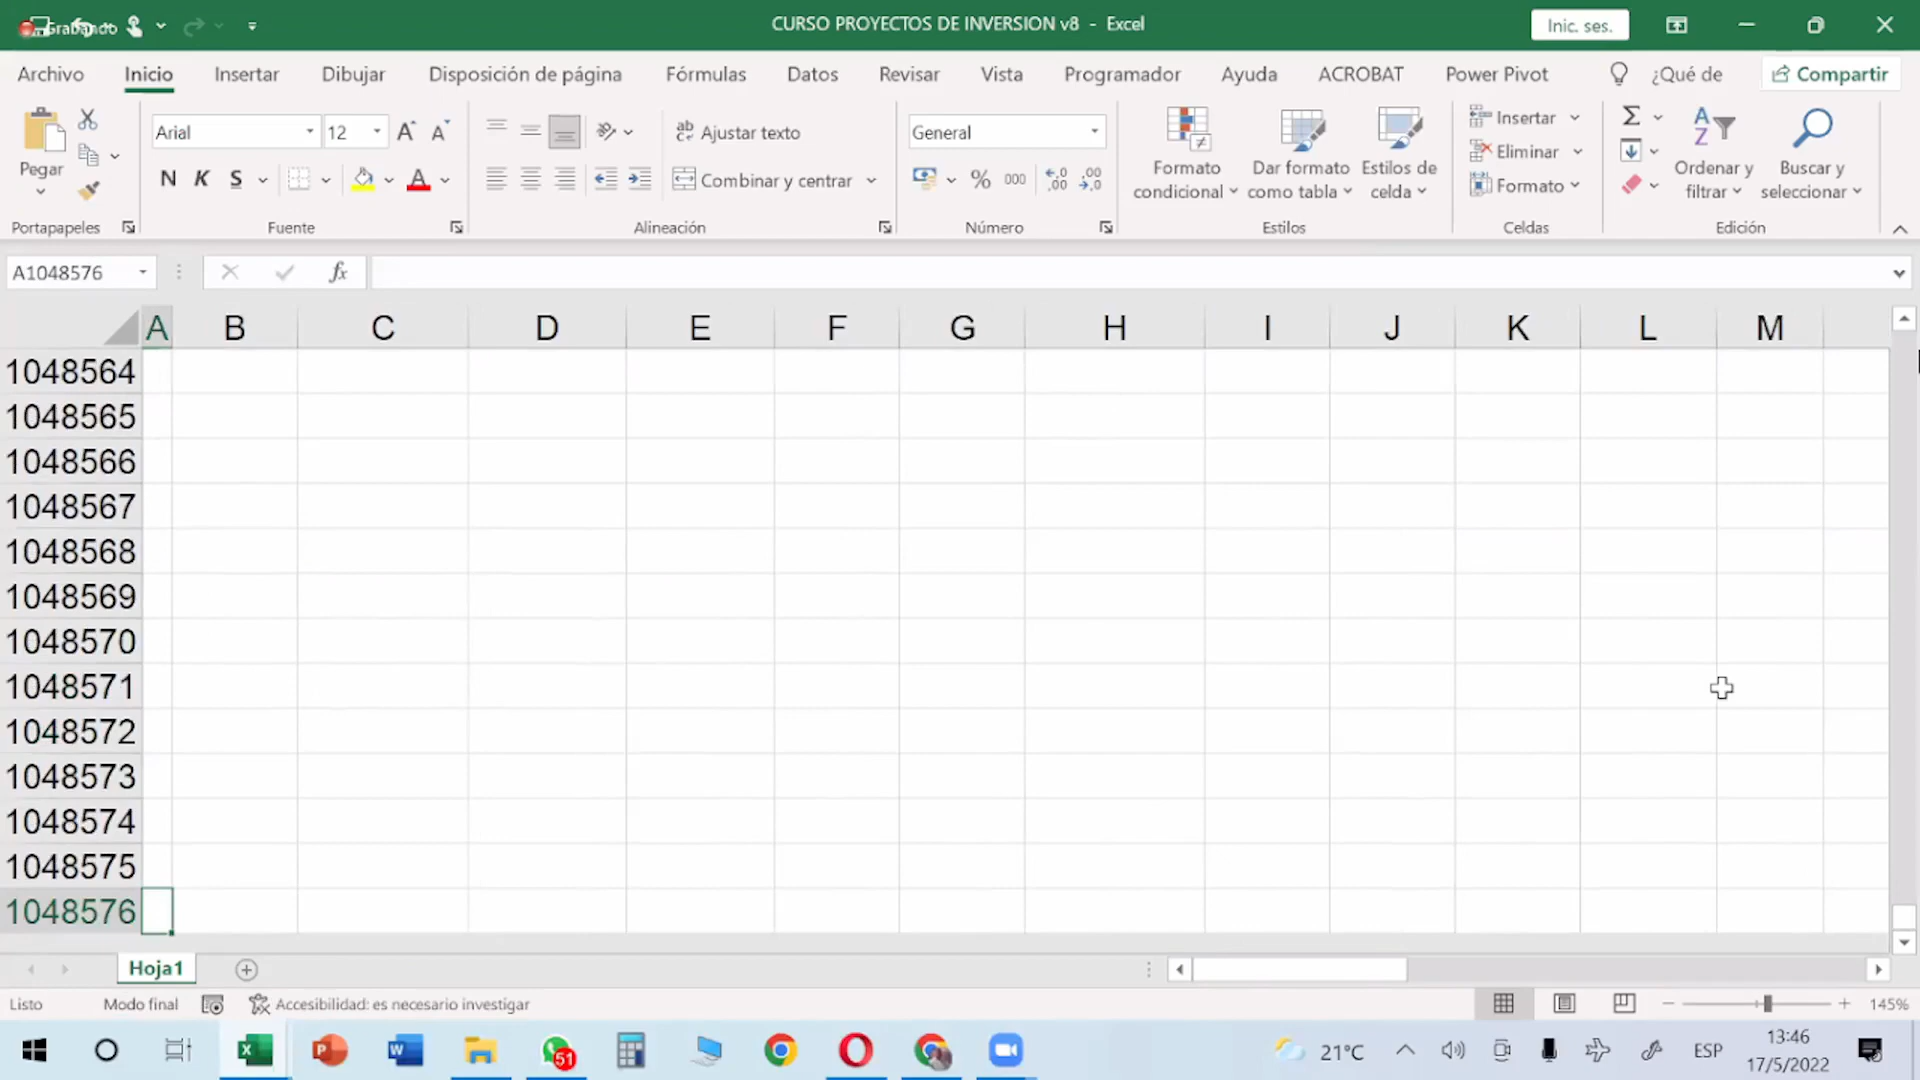 Grabando
CURSO PROYECTOS DE INVERSION v8 - Excel
Inic. ses.
Archivo Inicio Insertar Dibujar Disposición de página Fórmulas Datos Revisar Vista Programador Ayuda ACROBAT Power Pivot ¿Qué de Compartir
Pegar
Portapapeles
Arial 12
N K S
Fuente
Ajustar texto
Combinar y centrar
Alineación
General
% 000
Número
Formato condicional
Dar formato como tabla
Estilos de celda
Estilos
Insertar
Eliminar
Formato
Celdas
Ordenar y filtrar
Buscar y seleccionar
Edición
A1048576 fx
A B C D E F G H I J K L M
1048564
1048565
1048566
1048567
1048568
1048569
1048570
1048571
1048572
1048573
1048574
1048575
1048576
Hoja1
Listo Modo final Accesibilidad: es necesario investigar 145%
51 21°C ESP 13:46
17/5/2022